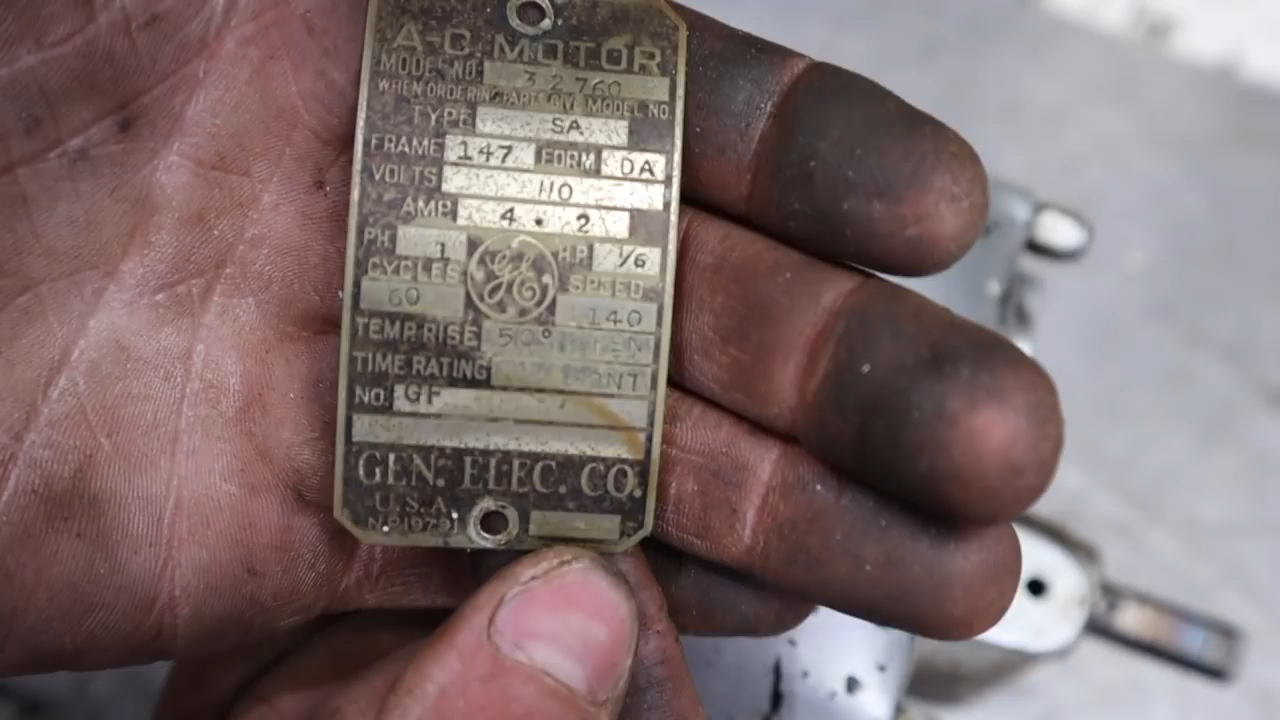 A-C MOTOR
MODEL NO. 32760
WHEN ORDERING PARTS GIVE MODEL NO.
TYPE SA
FRAME 147 FORM DA
VOLTS 110
AMP. 4.2
PH. 1 H.P. 1/6
GE
CYCLES SPEED
60 140
TEMP. RISE 50°
TIME RATING
NO. GF
GEN. ELEC. CO.
U.S.A.
N.P.19791